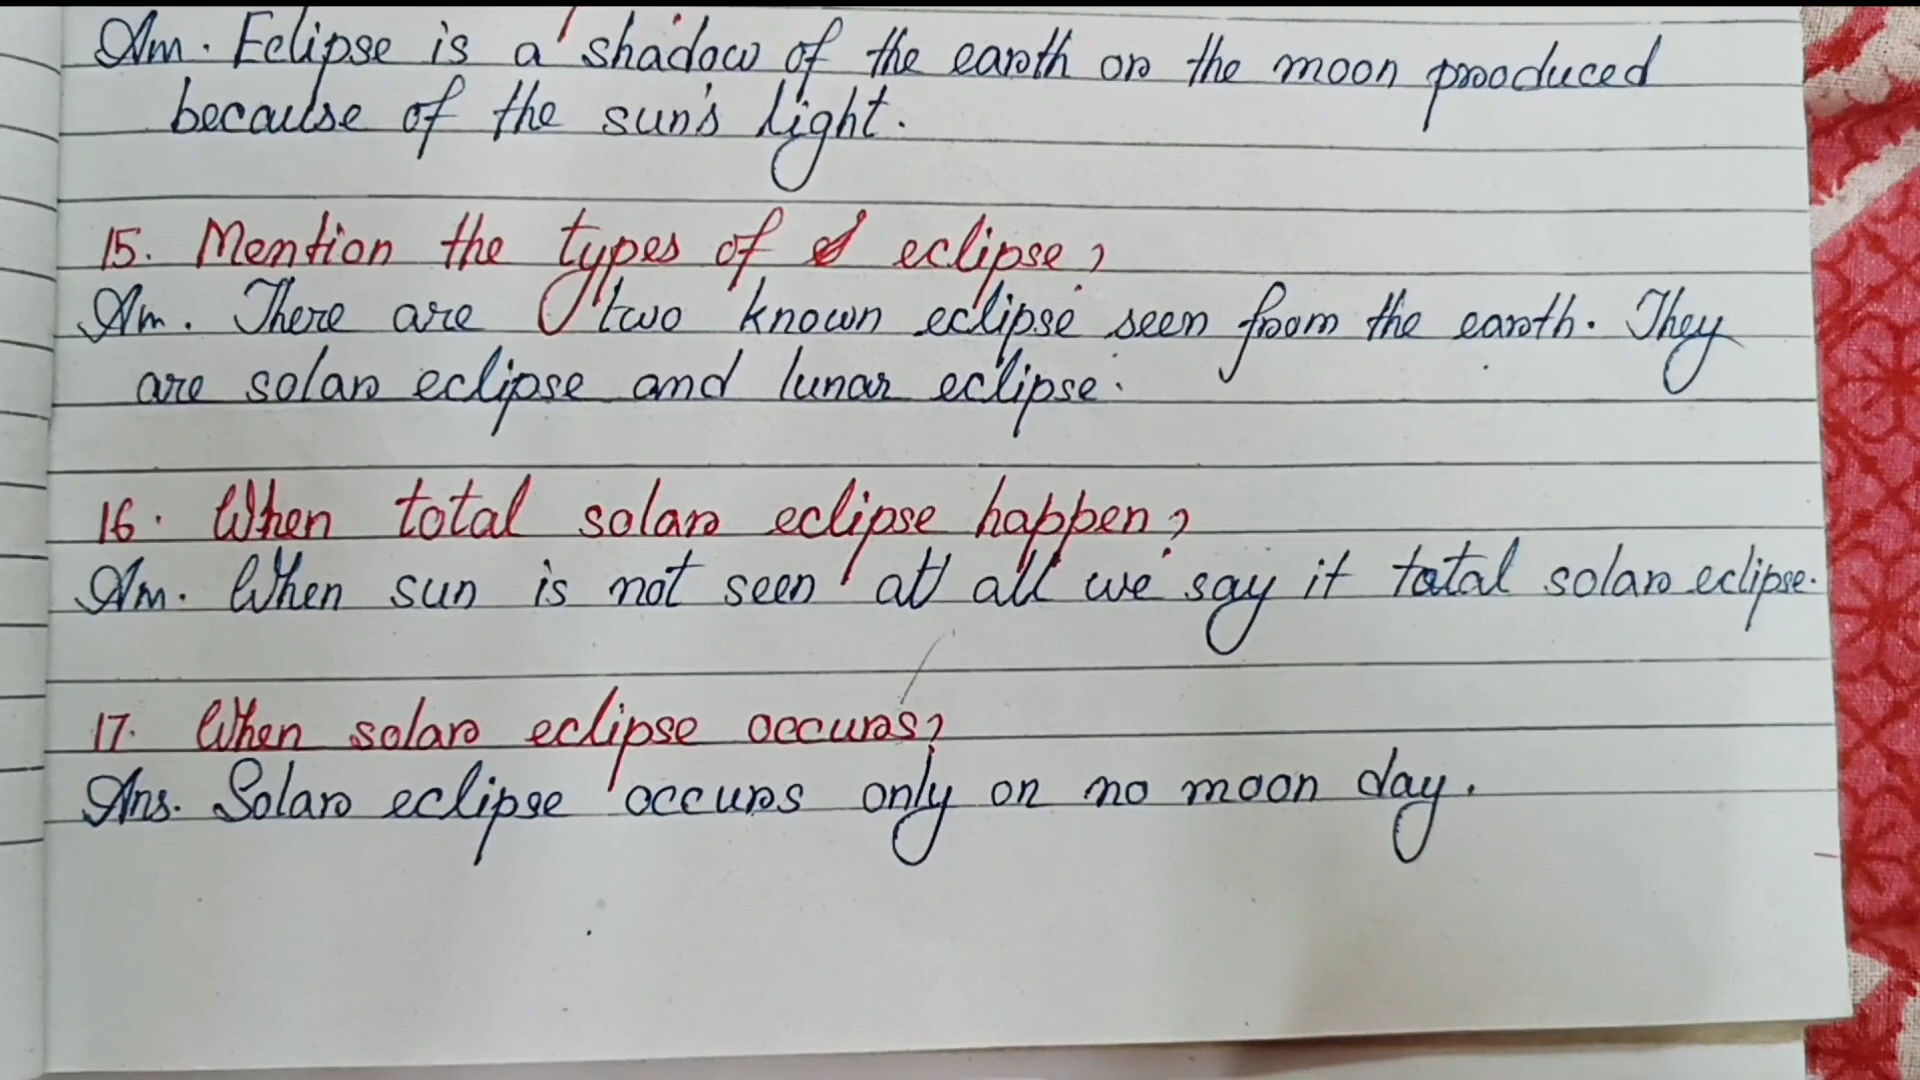 Ans. Eclipse is a shadow of the earth or the moon produced
because of the sun's light.
15. Mention the types of eclipse?
Ans. There are two known eclipse seen from the earth. They
are solar eclipse and lunar eclipse.
16. When total solar eclipse happen?
Ans. When sun is not seen at all we say it total solar eclipse.
17. When solar eclipse occurs?
Ans. Solar eclipse occurs only on no moon day.